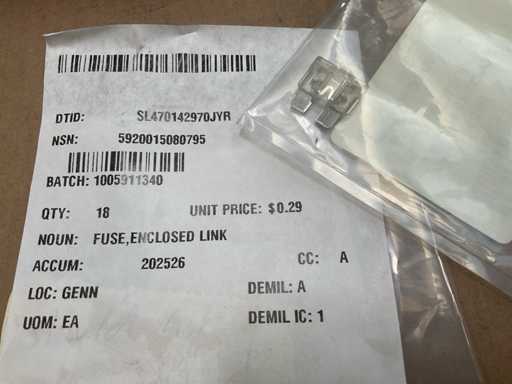 DTID: SL470142970JYR
NSN: 5920015080795
BATCH: 1005911340
QTY: 18 UNIT PRICE: $0.29
NOUN: FUSE,ENCLOSED LINK
ACCUM: 202526 CC: A
LOC: GENN DEMIL: A
UOM: EA DEMIL IC: 1